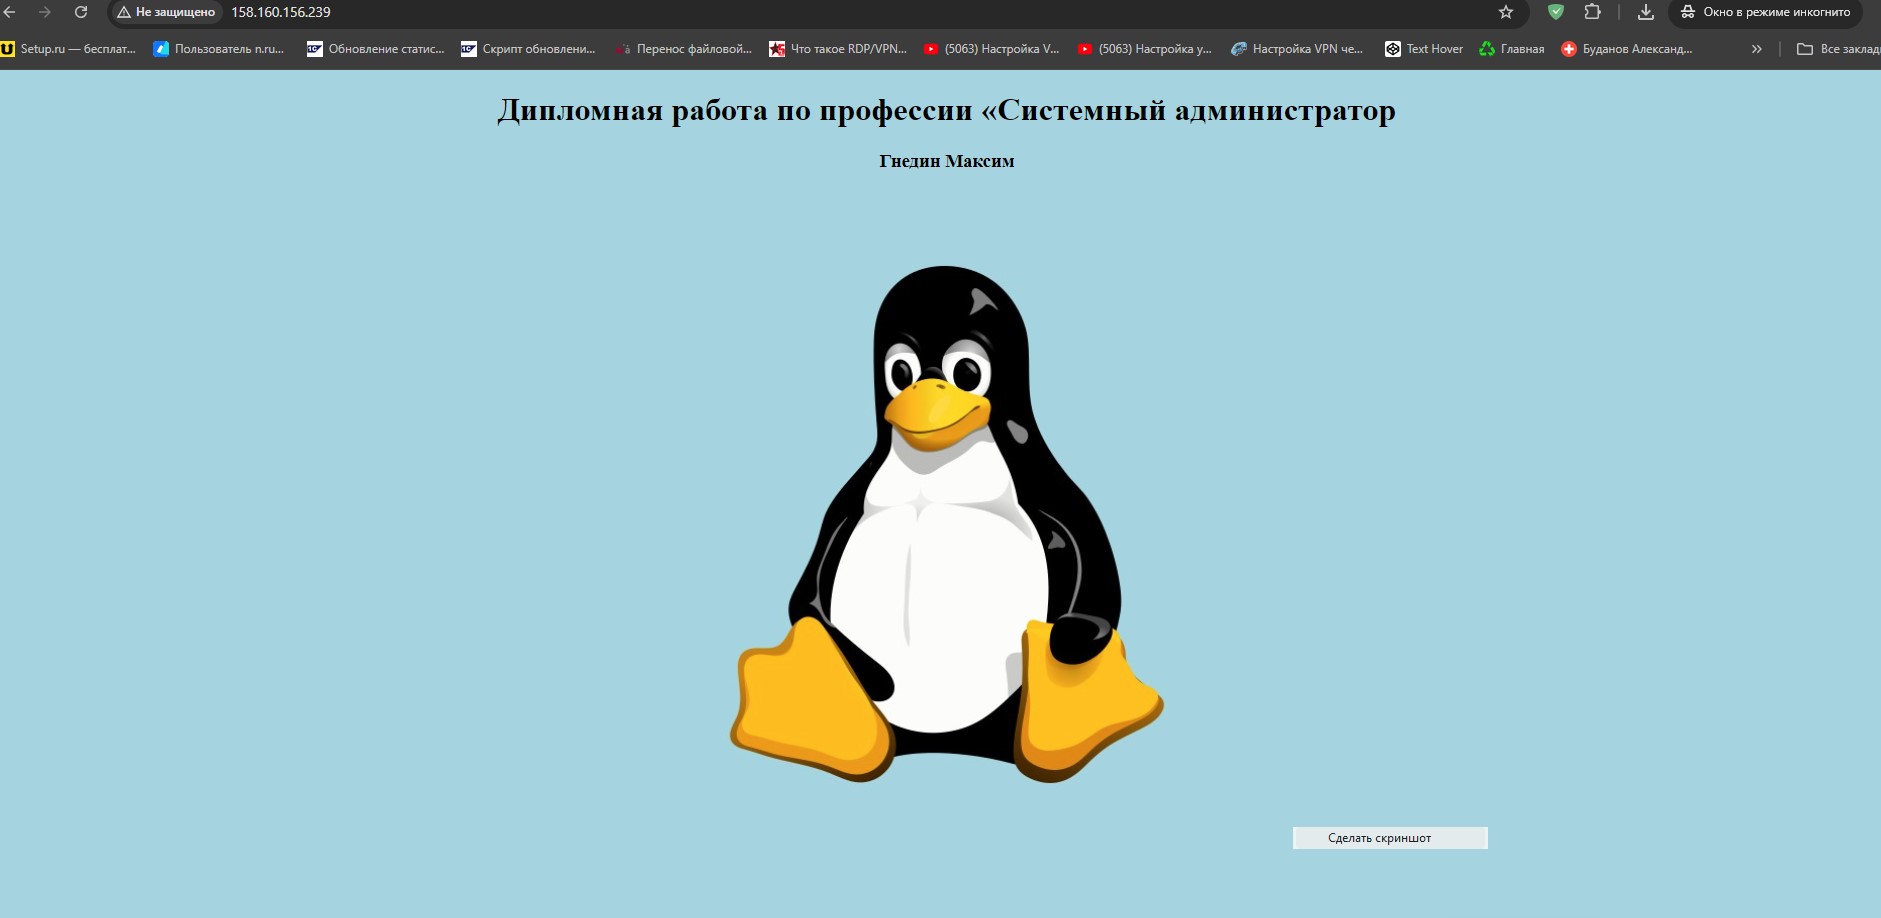 Не защищено 158.160.156.239 Окно в режиме инкогнито
Setup.ru — бесплат... Пользователь n.ru... Обновление статис... Скрипт обновлени... Перенос файловой... Что такое RDP/VPN... (5063) Настройка V... (5063) Настройка у... Настройка VPN че... Text Hover Главная Буданов Александ... » Все заклад
Дипломная работа по профессии «Системный администратор
Гнедин Максим
Сделать скриншот